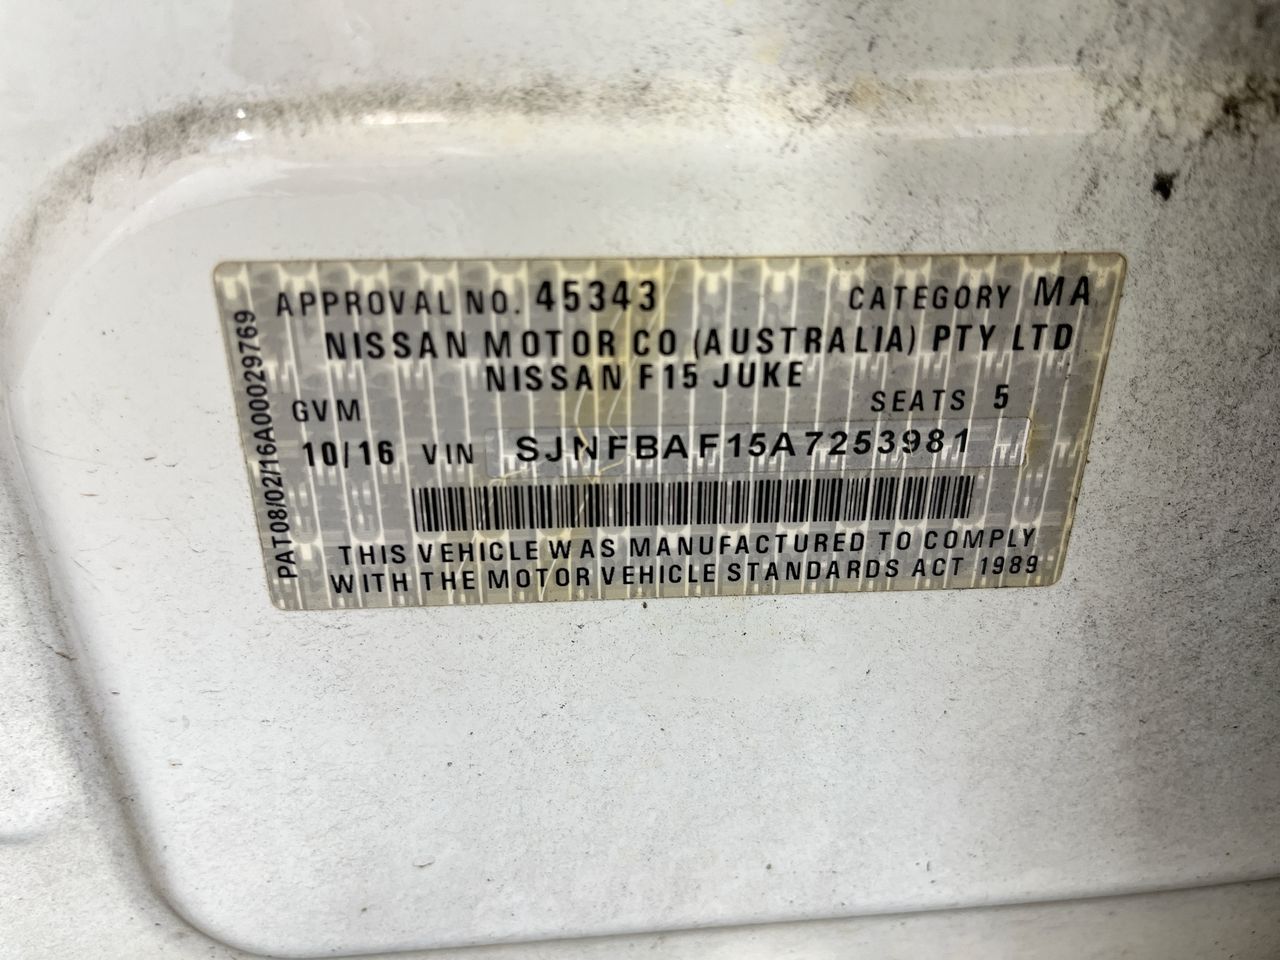 APPROVAL NO. 45343 CATEGORY MA
NISSAN MOTOR CO (AUSTRALIA) PTY LTD
NISSAN F15 JUKE
GVM SEATS 5
10/16 VIN SJNFBAF15A7253981
THIS VEHICLE WAS MANUFACTURED TO COMPLY
WITH THE MOTOR VEHICLE STANDARDS ACT 1989
PAT08/02/16A00029769